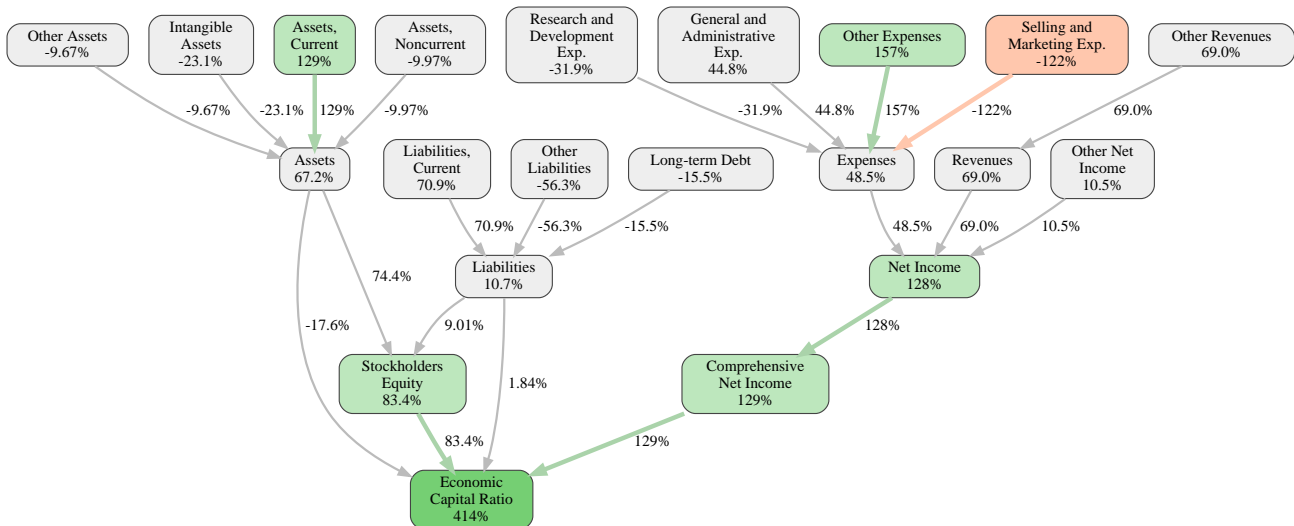 Other Assets
-9.67%
Intangible
Assets
-23.1%
Assets,
Current
129%
Assets,
Noncurrent
-9.97%
Research and
Development
Exp.
-31.9%
General and
Administrative
Exp.
44.8%
Other Expenses
157%
Selling and
Marketing Exp.
-122%
Other Revenues
69.0%
-9.67%
-23.1%
129%
-9.97%
-31.9%
44.8%
157%
-122%
69.0%
Assets
67.2%
Liabilities,
Current
70.9%
Other
Liabilities
-56.3%
Long-term Debt
-15.5%
Expenses
48.5%
Revenues
69.0%
Other Net
Income
10.5%
70.9%
-56.3%
-15.5%
48.5%
69.0%
10.5%
Liabilities
10.7%
Net Income
128%
74.4%
-17.6%
9.01%
128%
Stockholders
Equity
83.4%
1.84%
Comprehensive
Net Income
129%
83.4%
129%
Economic
Capital Ratio
414%